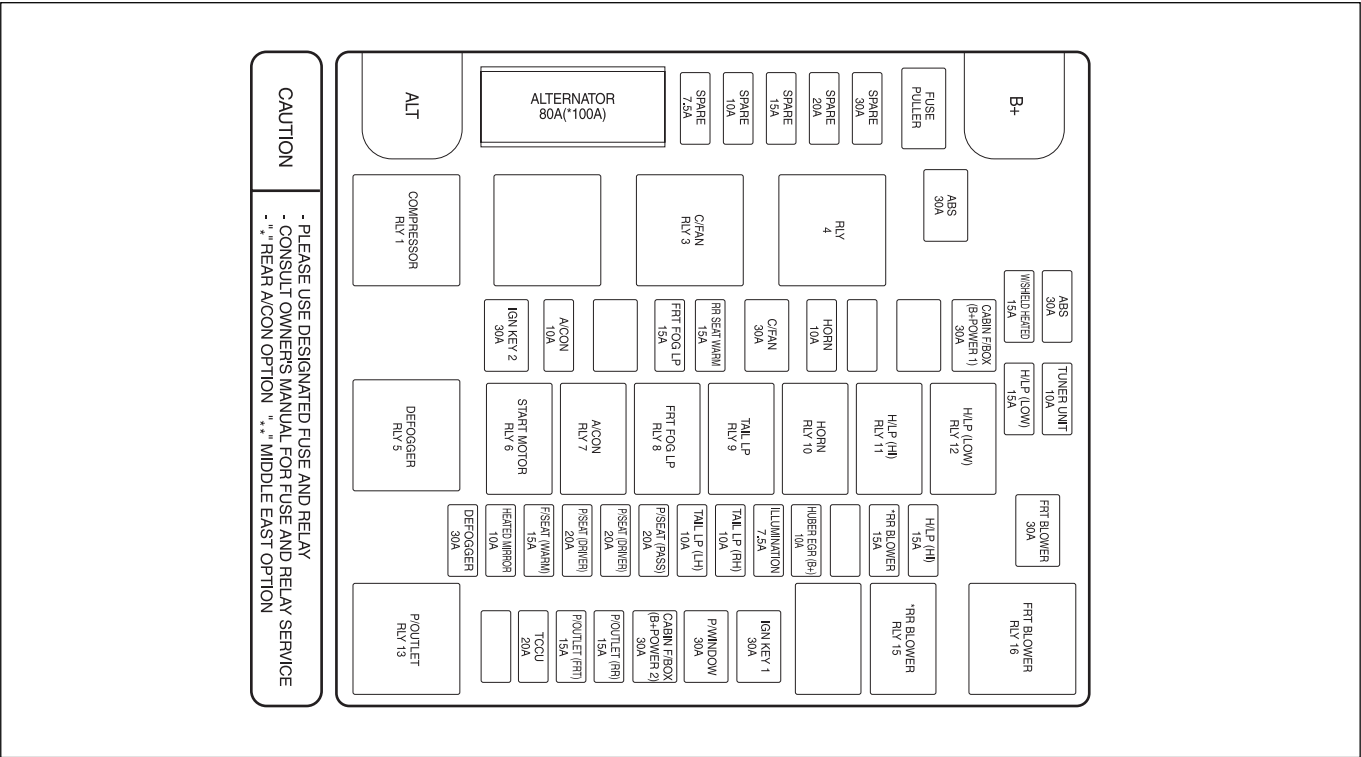 CAUTION
- PLEASE USE DESIGNATED FUSE AND RELAY
- CONSULT OWNER'S MANUAL FOR FUSE AND RELAY SERVICE
- "*" REAR A/CON OPTION "**" MIDDLE EAST OPTION
ALT
ALTERNATOR
80A(*100A)
SPARE
7.5A
SPARE
10A
SPARE
15A
SPARE
20A
SPARE
30A
FUSE
PULLER
B+
COMPRESSOR
RLY 1
C/FAN
RLY 3
RLY
4
ABS
30A
IGN KEY 2
30A
A/CON
10A
FRT FOG LP
15A
RR SEAT WARM
15A
C/FAN
30A
HORN
10A
CABIN F/BOX
(B+POWER 1)
30A
W/SHIELD HEATED
15A
ABS
30A
DEFOGGER
RLY 5
START MOTOR
RLY 6
A/CON
RLY 7
FRT FOG LP
RLY 8
TAIL LP
RLY 9
HORN
RLY 10
H/LP (HI)
RLY 11
H/LP (LOW)
RLY 12
H/LP (LOW)
15A
TUNER UNIT
10A
DEFOGGER
30A
HEATED MIRROR
10A
F/SEAT (WARM)
15A
P/SEAT (DRIVER)
20A
P/SEAT (DRIVER)
20A
P/SEAT (PASS)
20A
TAIL LP (LH)
10A
TAIL LP (RH)
10A
ILLUMINATION
7.5A
HUBER EGR (B+)
10A
*RR BLOWER
15A
H/LP (HI)
15A
FRT BLOWER
30A
P/OUTLET
RLY 13
TCCU
20A
P/OUTLET (FRT)
15A
P/OUTLET (RR)
15A
CABIN F/BOX
(B+POWER 2)
30A
P/WINDOW
30A
IGN KEY 1
30A
*RR BLOWER
RLY 15
FRT BLOWER
RLY 16